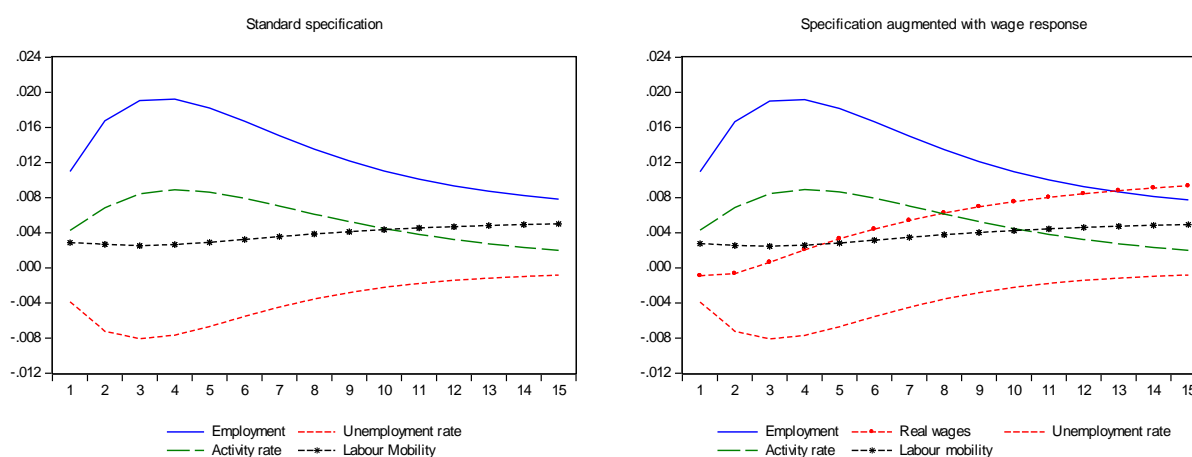 Standard specification
.024
.020
.016
.012
.008
.004
.000
-.004
-.008
-.012
1 2 3 4 5 6 7 8 9 10 11 12 13 14 15
Employment Unemployment rate
Activity rate Labour Mobility
Specification augmented with wage response
.024
.020
.016
.012
.008
.004
.000
-.004
-.008
-.012
1 2 3 4 5 6 7 8 9 10 11 12 13 14 15
Employment Real wages Unemployment rate
Activity rate Labour mobility